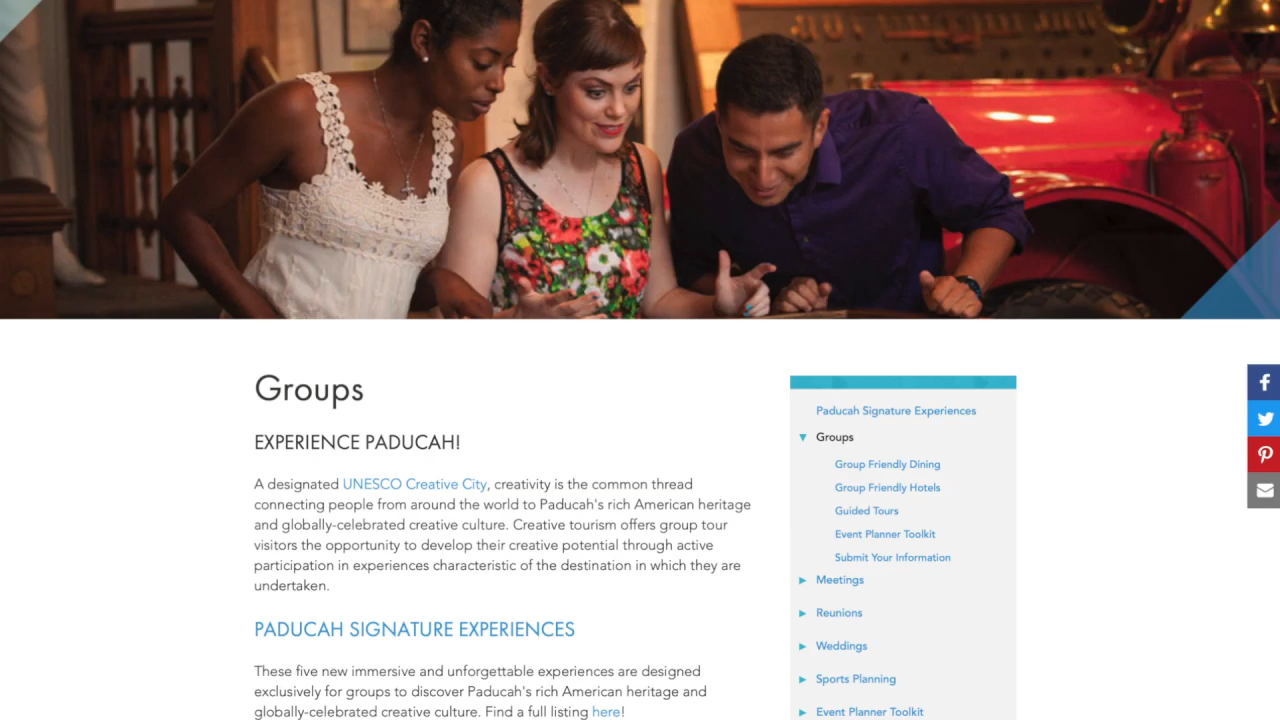 Groups
EXPERIENCE PADUCAH!
A designated UNESCO Creative City, creativity is the common thread
connecting people from around the world to Paducah's rich American heritage
and globally-celebrated creative culture. Creative tourism offers group tour
visitors the opportunity to develop their creative potential through active
participation in experiences characteristic of the destination in which they are
undertaken.
PADUCAH SIGNATURE EXPERIENCES
These five new immersive and unforgettable experiences are designed
exclusively for groups to discover Paducah's rich American heritage and
globally-celebrated creative culture. Find a full listing here!
Paducah Signature Experiences
Groups
Group Friendly Dining
Group Friendly Hotels
Guided Tours
Event Planner Toolkit
Submit Your Information
Meetings
Reunions
Weddings
Sports Planning
Event Planner Toolkit